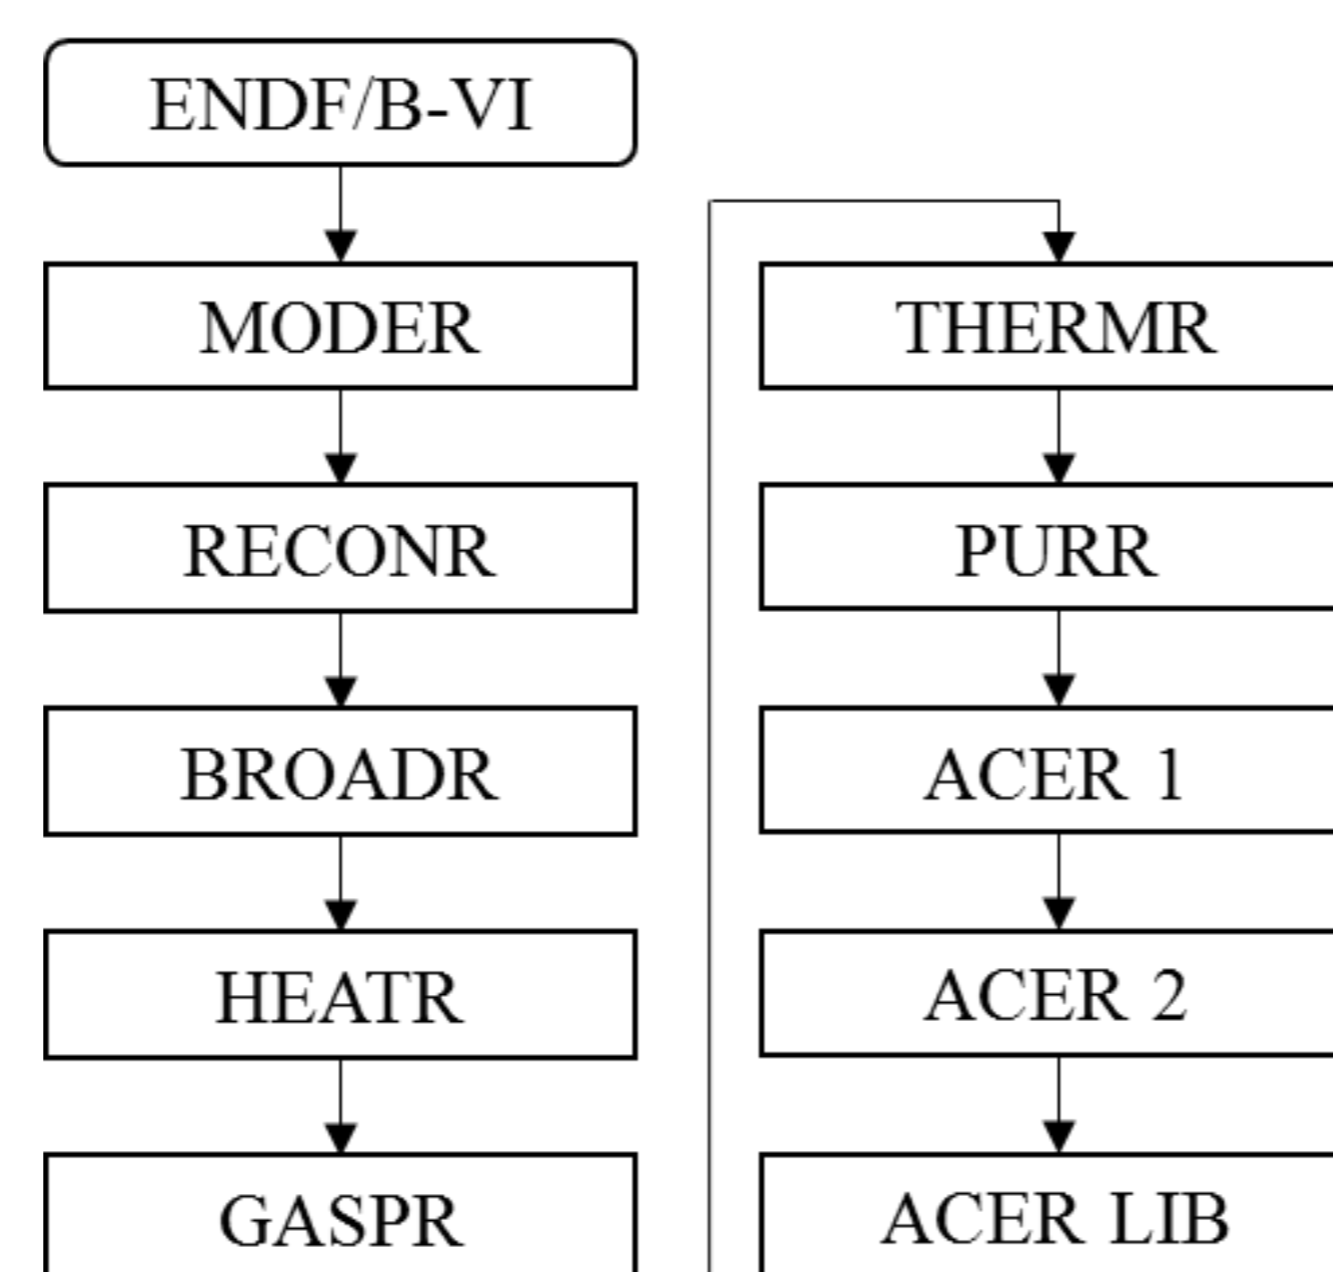 ENDF/B-VI
MODER
RECONR
BROADR
HEATR
GASPR
THERMR
PURR
ACER 1
ACER 2
ACER LIB